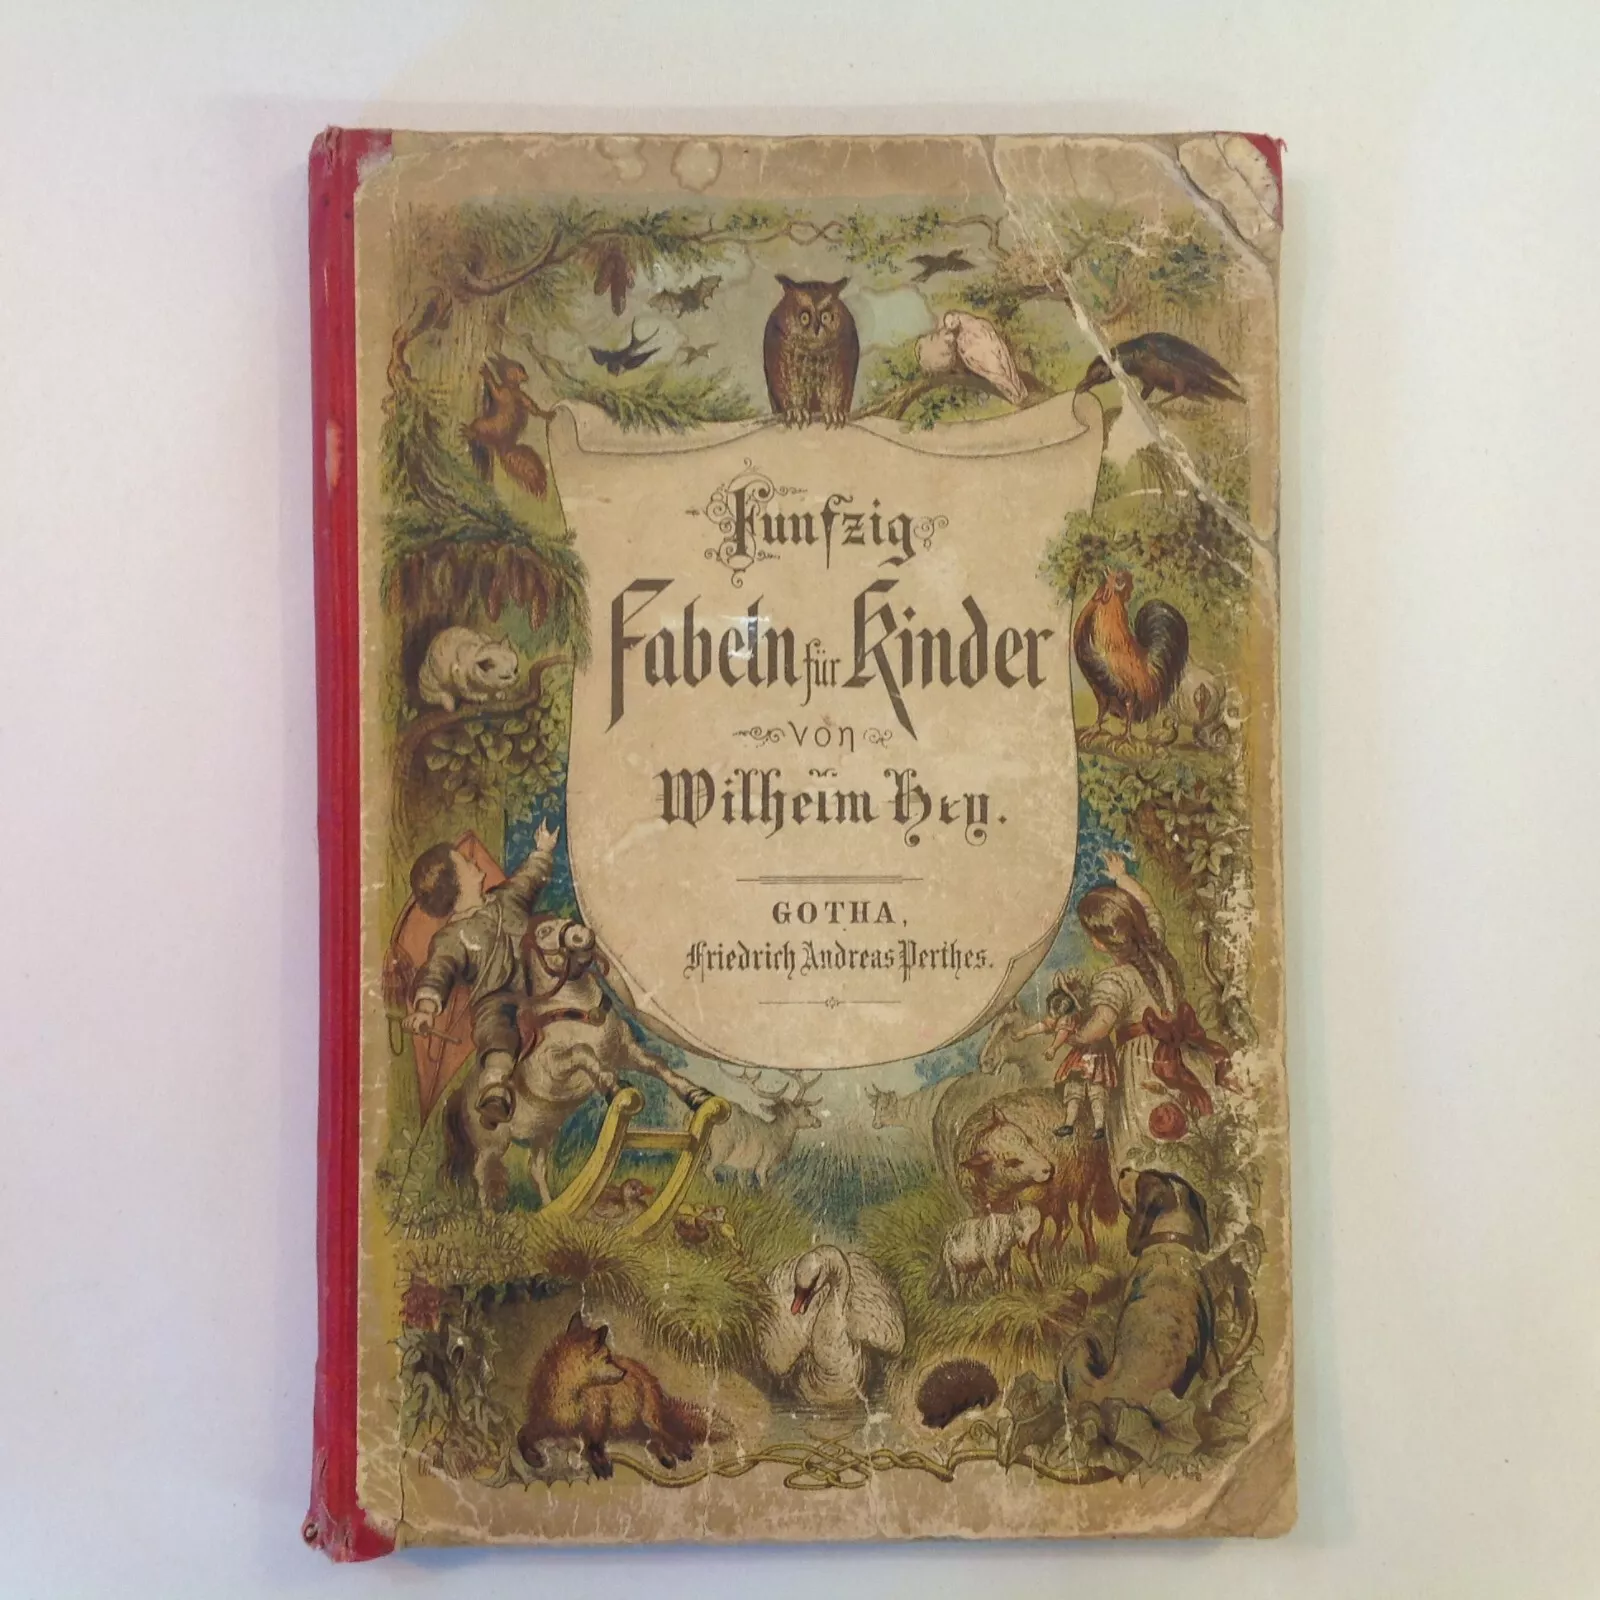 Funfzig
Fabeln für Kinder
von
Wilhelm Hey.
GOTHA,
Friedrich Andreas Perthes.